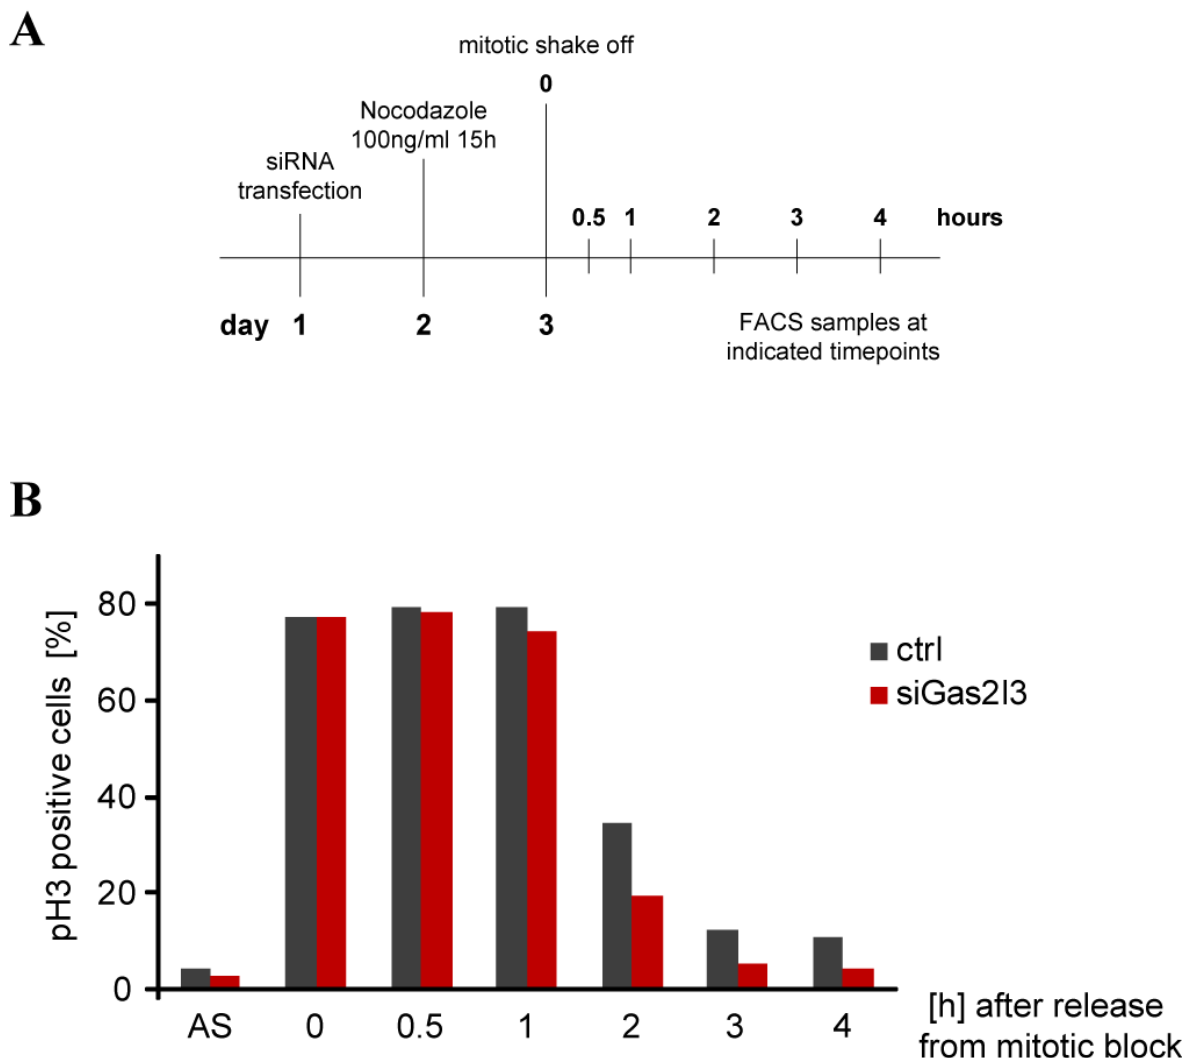 A
mitotic shake off
0
Nocodazole
100ng/ml 15h
siRNA
transfection
0.5 1 2 3 4 hours
day 1 2 3
FACS samples at
indicated timepoints
B
pH3 positive cells [%]
80
60
40
20
0
ctrl
siGas2l3
AS 0 0.5 1 2 3 4
[h] after release
from mitotic block